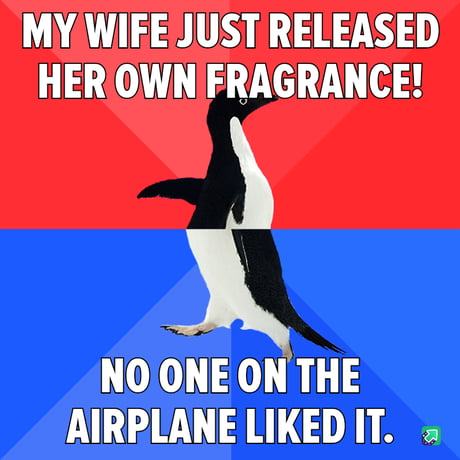 MY WIFE JUST RELEASED
HER OWN FRAGRANCE!
NO ONE ON THE
AIRPLANE LIKED IT.